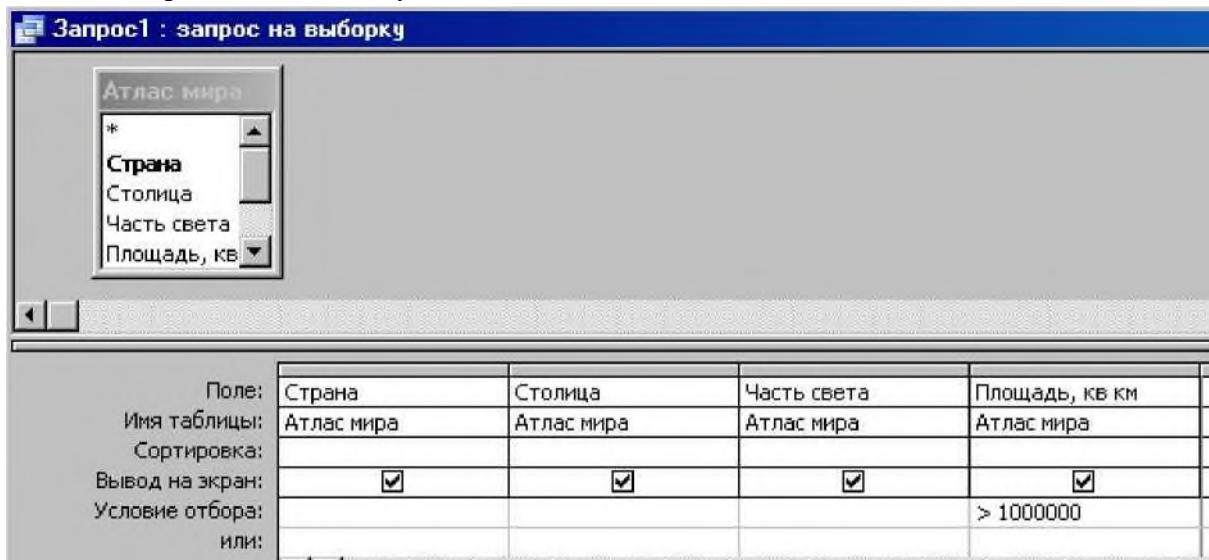 Запрос1 : запрос на выборку
Атлас мира
*
Страна
Столица
Часть света
Площадь, кв
Поле: Страна Столица Часть света Площадь, кв км
Имя таблицы: Атлас мира Атлас мира Атлас мира Атлас мира
Сортировка:
Вывод на экран:
Условие отбора: > 1000000
или: